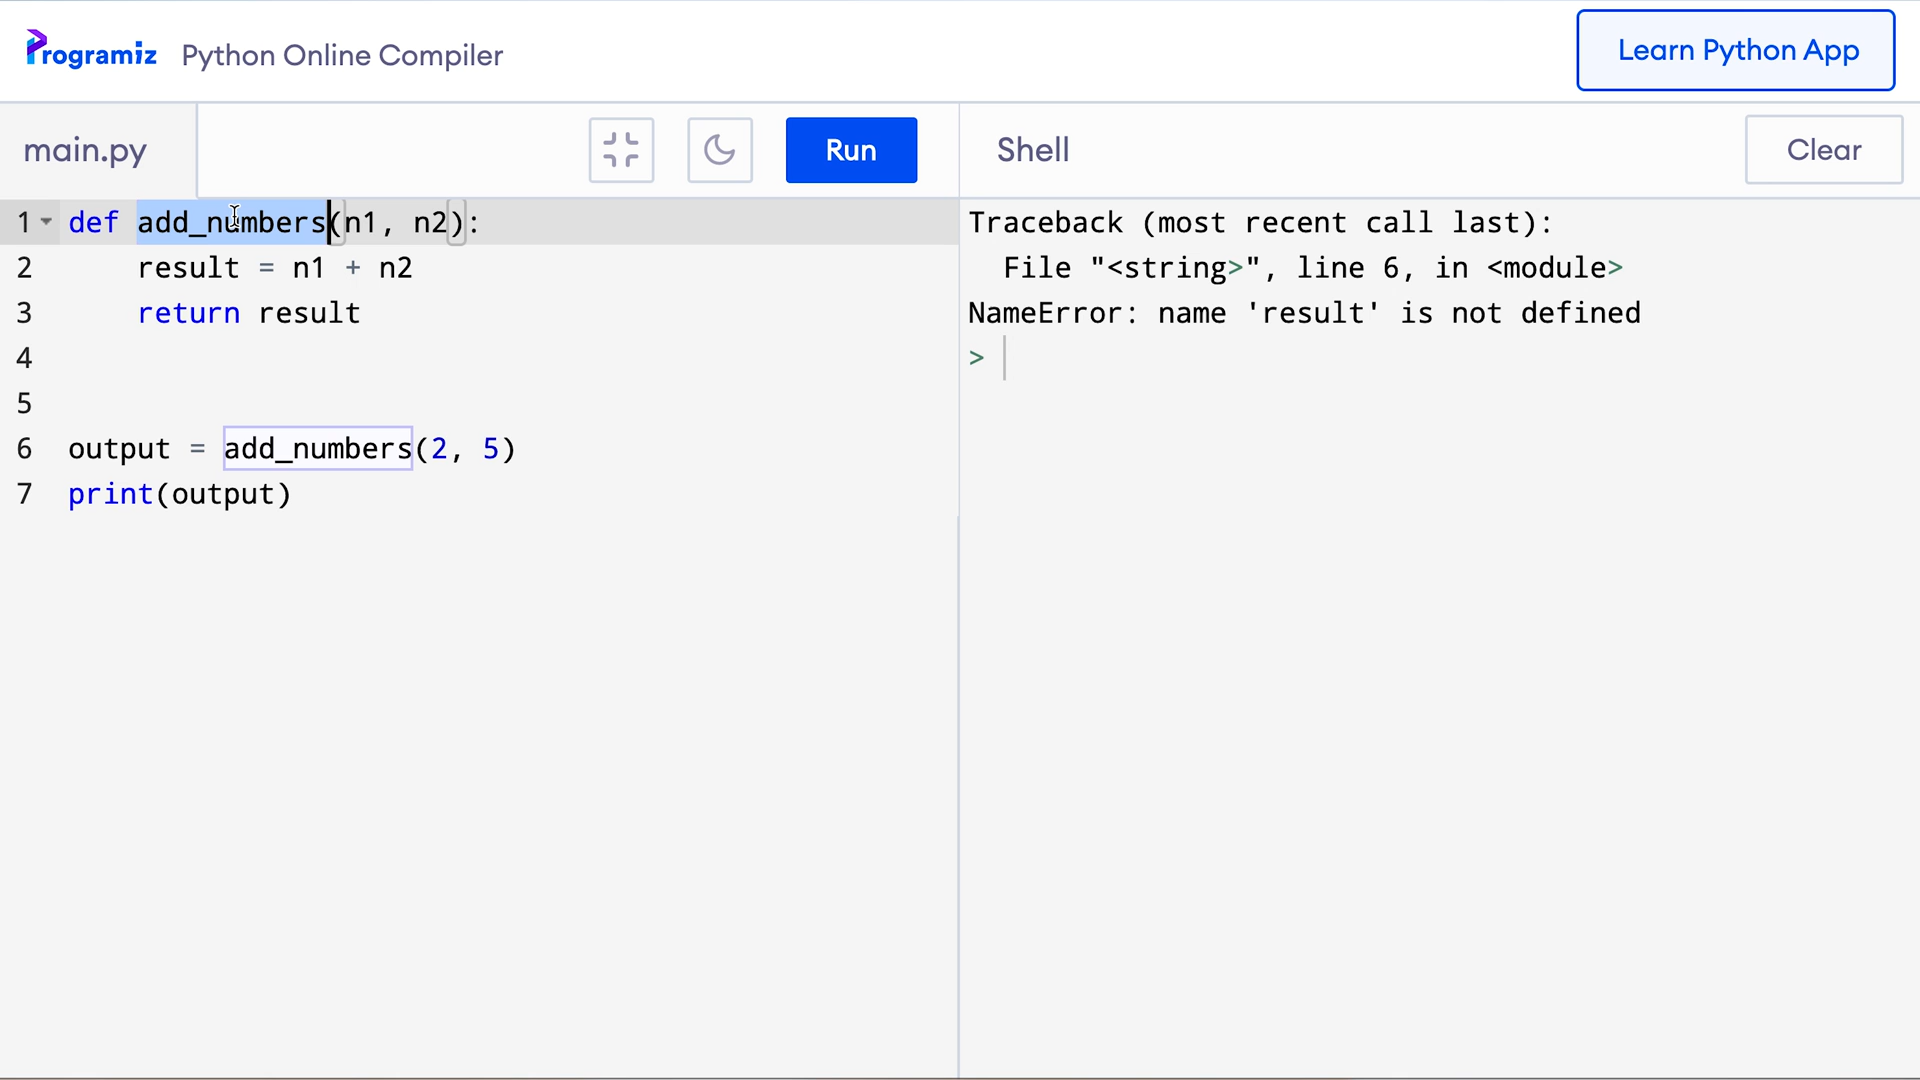 Programiz Python Online Compiler
Learn Python App
main.py
Run
Shell
Clear
1 def add_numbers(n1, n2):
2     result = n1 + n2
3     return result
4
5
6 output = add_numbers(2, 5)
7 print(output)
Traceback (most recent call last):
  File "<string>", line 6, in <module>
NameError: name 'result' is not defined
>